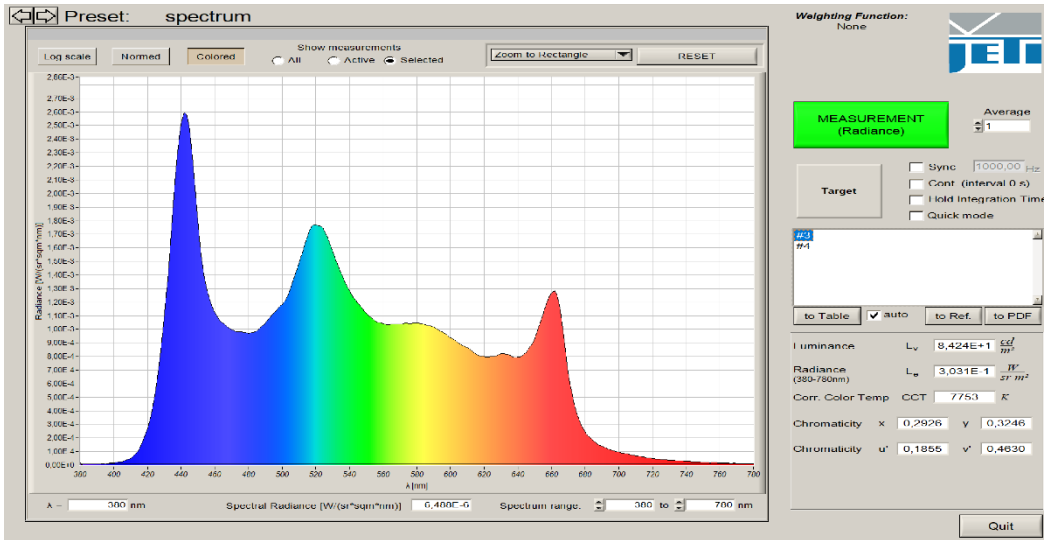 Preset: spectrum
Weighting Function:
None
JETI
Log scale
Normed
Colored
Show measurements
All
Active
Selected
Zoom to Rectangle
RESET
2,60E-3
2,50E-3
2,40E-3
2,30E-3
2,20E-3
2,10E-3
2,00E-3
1,90E-3
1,80E-3
1,70E-3
1,60E-3
1,50E-3
1,40E-3
1,30E-3
1,20E-3
1,10E-3
1,00E-3
9,00E-4
8,00E-4
7,00E-4
6,00E-4
5,00E-4
4,00E-4
3,00E-4
2,00E-4
1,00E-4
0,00E+0
Radiance [W/(sr*sqm*nm)]
400 420 440 460 480 500 520 540 560 580 600 620 640 660 680 700 720 740 760
λ [nm]
380 nm
Spectral Radiance [W/(sr*sqm*nm)] 6,488E-6
Spectrum range: 380 to 780 nm
MEASUREMENT
(Radiance)
Average
1
Target
Sync 1000,00 Hz
Cont. (interval 0 s)
Hold Integration Time
Quick mode
#3
#4
to Table
auto
to Ref.
to PDF
Luminance Lv 8,424E+1 cd/m²
Radiance Le 3,031E-1 W/sr m²
(380-780nm)
Corr. Color Temp CCT 7753 K
Chromaticity x 0,2926 y 0,3246
Chromaticity u' 0,1855 v' 0,4630
Quit